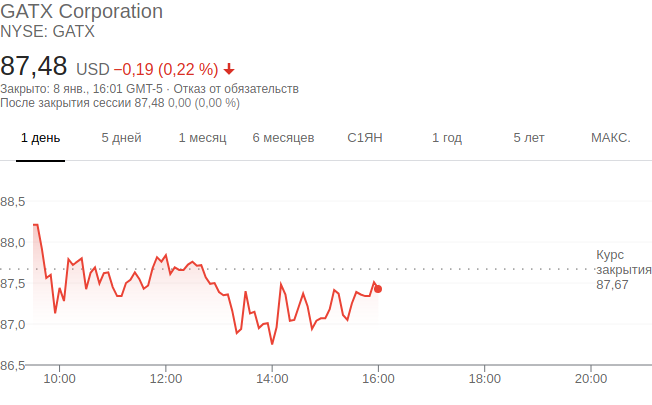 GATX Corporation
NYSE: GATX
87,48 USD −0,19 (0,22 %)
Закрыто: 8 янв., 16:01 GMT-5 · Отказ от обязательств
После закрытия сессии 87,48 0,00 (0,00 %)
1 день 5 дней 1 месяц 6 месяцев С1ЯН 1 год 5 лет МАКС.
88,5
88,0
Курс
закрытия
87,67
87,5
87,0
86,5
10:00 12:00 14:00 16:00 18:00 20:00